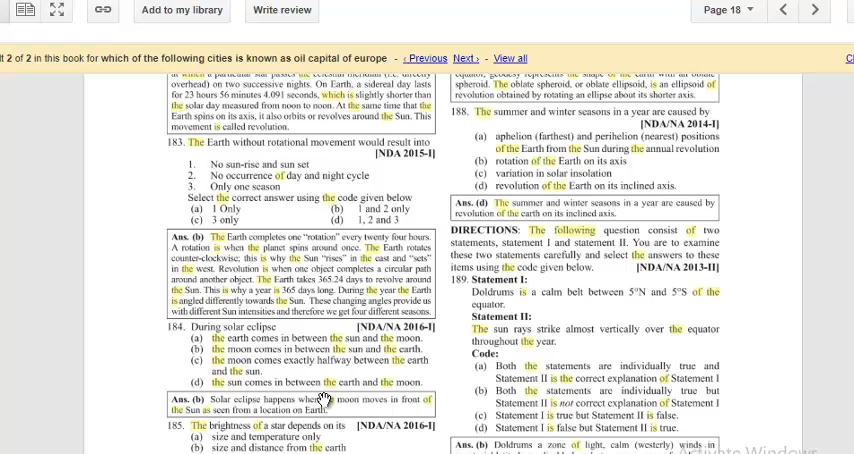 Add to my library
Write review
Page 18
lt 2 of 2 in this book for which of the following cities is known as oil capital of europe - ‹ Previous Next › - View all
at which a particular star passes the celestial meridian (i.e. directly
overhead) on two successive nights. On Earth, a sidereal day lasts
for 23 hours 56 minutes 4.091 seconds, which is slightly shorter than
the solar day measured from noon to noon. At the same time that the
Earth spins on its axis, it also orbits or revolves around the Sun. This
movement is called revolution.
183. The Earth without rotational movement would result into
[NDA 2015-I]
1. No sun-rise and sun set
2. No occurrence of day and night cycle
3. Only one season
Select the correct answer using the code given below
(a) 1 Only (b) 1 and 2 only
(c) 3 only (d) 1, 2 and 3
Ans. (b) The Earth completes one "rotation" every twenty four hours.
A rotation is when the planet spins around once. The Earth rotates
counter-clockwise; this is why the Sun "rises" in the east and "sets"
in the west. Revolution is when one object completes a circular path
around another object. The Earth takes 365.24 days to revolve around
the Sun. This is why a year is 365 days long. During the year the Earth
is angled differently towards the Sun. These changing angles provide us
with different Sun intensities and therefore we get four different seasons.
184. During solar eclipse [NDA/NA 2016-I]
(a) the earth comes in between the sun and the moon.
(b) the moon comes in between the sun and the earth.
(c) the moon comes exactly halfway between the earth
and the sun.
(d) the sun comes in between the earth and the moon.
Ans. (b) Solar eclipse happens when moon moves in front of
the Sun as seen from a location on Earth.
185. The brightness of a star depends on its [NDA/NA 2016-I]
(a) size and temperature only
(b) size and distance from the earth
equator, geodesy represents the shape of the earth with an oblate
spheroid. The oblate spheroid, or oblate ellipsoid, is an ellipsoid of
revolution obtained by rotating an ellipse about its shorter axis.
188. The summer and winter seasons in a year are caused by
[NDA/NA 2014-I]
(a) aphelion (farthest) and perihelion (nearest) positions
of the Earth from the Sun during the annual revolution
(b) rotation of the Earth on its axis
(c) variation in solar insolation
(d) revolution of the Earth on its inclined axis.
Ans. (d) The summer and winter seasons in a year are caused by
revolution of the earth on its inclined axis.
DIRECTIONS: The following question consist of two
statements, statement I and statement II. You are to examine
these two statements carefully and select the answers to these
items using the code given below. [NDA/NA 2013-II]
189. Statement I:
Doldrums is a calm belt between 5°N and 5°S of the
equator.
Statement II:
The sun rays strike almost vertically over the equator
throughout the year.
Code:
(a) Both the statements are individually true and
Statement II is the correct explanation of Statement I
(b) Both the statements are individually true but
Statement II is not correct explanation of Statement I
(c) Statement I is true but Statement II is false.
(d) Statement I is false but Statement II is true.
Ans. (b) Doldrums a zone of light, calm (westerly) winds in
Activate Windows